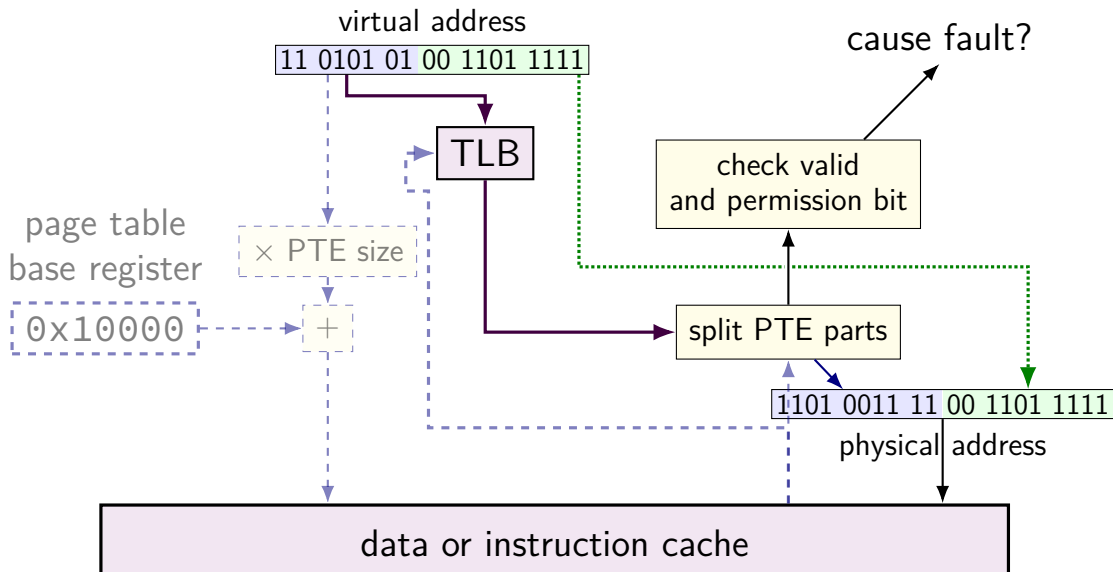 virtual address
11 0101 01 00 1101 1111
cause fault?
TLB
check valid
and permission bit
page table
base register
× PTE size
0x10000
+
split PTE parts
1101 0011 11 00 1101 1111
physical address
data or instruction cache